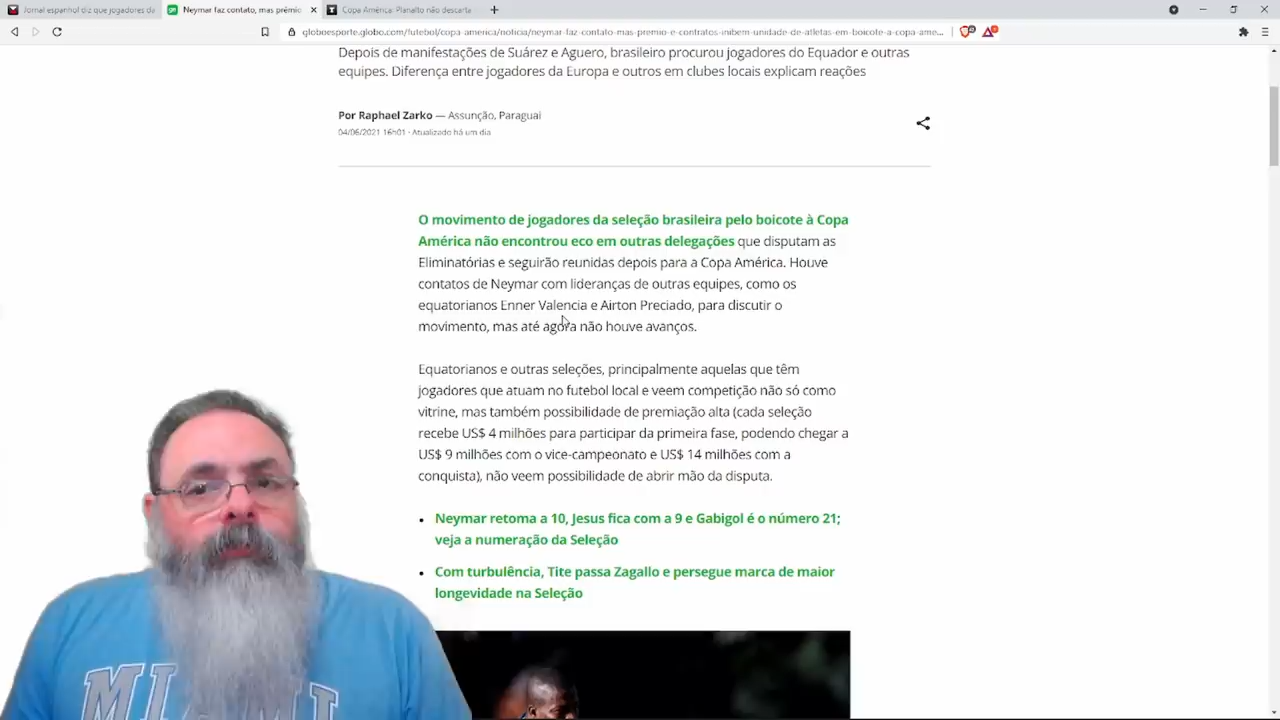 Jornal espanhol diz que jogadores da
Neymar faz contato, mas prêmio
Copa América: Planalto não descarta
globoesporte.globo.com/futebol/copa-america/noticia/neymar-faz-contato-mas-premio-e-contratos-inibem-unidade-de-atletas-em-boicote-a-copa-ame...
Depois de manifestações de Suárez e Aguero, brasileiro procurou jogadores do Equador e outras
equipes. Diferença entre jogadores da Europa e outros em clubes locais explicam reações
Por Raphael Zarko — Assunção, Paraguai
04/06/2021 16h01 · Atualizado há um dia
O movimento de jogadores da seleção brasileira pelo boicote à Copa
América não encontrou eco em outras delegações que disputam as
Eliminatórias e seguirão reunidas depois para a Copa América. Houve
contatos de Neymar com lideranças de outras equipes, como os
equatorianos Enner Valencia e Airton Preciado, para discutir o
movimento, mas até agora não houve avanços.
Equatorianos e outras seleções, principalmente aquelas que têm
jogadores que atuam no futebol local e veem competição não só como
vitrine, mas também possibilidade de premiação alta (cada seleção
recebe US$ 4 milhões para participar da primeira fase, podendo chegar a
US$ 9 milhões com o vice-campeonato e US$ 14 milhões com a
conquista), não veem possibilidade de abrir mão da disputa.
• Neymar retoma a 10, Jesus fica com a 9 e Gabigol é o número 21;
veja a numeração da Seleção
• Com turbulência, Tite passa Zagallo e persegue marca de maior
longevidade na Seleção
MIAMI